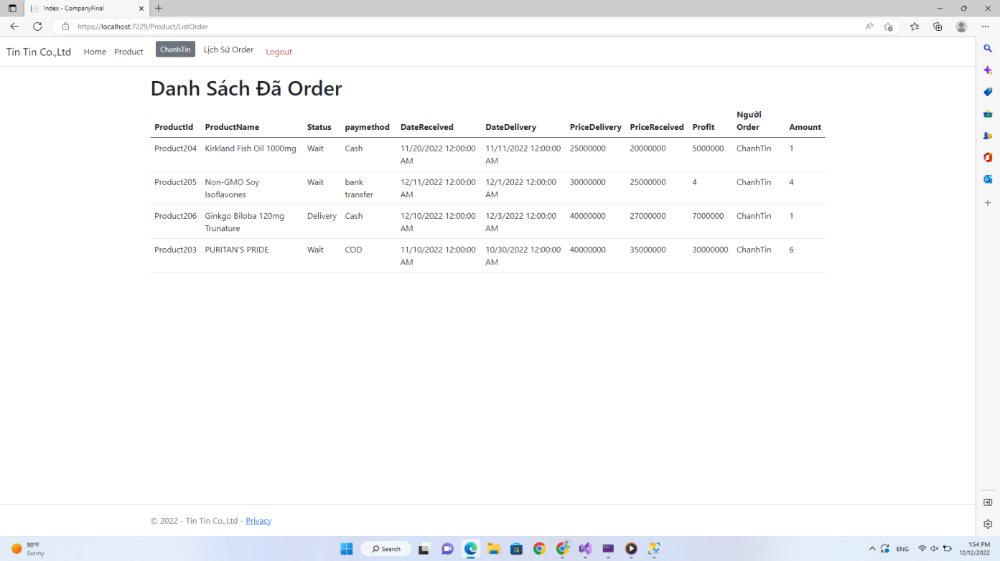 Index - CompanyFinal
https://localhost:7229/Product/ListOrder
Tin Tin Co.,Ltd Home Product ChanhTin Lịch Sử Order Logout
Danh Sách Đã Order
ProductId ProductName Status paymethod DateReceived DateDelivery PriceDelivery PriceReceived Profit Người Order Amount
Product204 Kirkland Fish Oil 1000mg Wait Cash 11/20/2022 12:00:00 AM 11/11/2022 12:00:00 AM 25000000 20000000 5000000 ChanhTin 1
Product205 Non-GMO Soy Isoflavones Wait bank transfer 12/11/2022 12:00:00 AM 12/1/2022 12:00:00 AM 30000000 25000000 4 ChanhTin 4
Product206 Ginkgo Biloba 120mg Trunature Delivery Cash 12/10/2022 12:00:00 AM 12/3/2022 12:00:00 AM 40000000 27000000 7000000 ChanhTin 1
Product203 PURITAN'S PRIDE Wait COD 11/10/2022 12:00:00 AM 10/30/2022 12:00:00 AM 40000000 35000000 30000000 ChanhTin 6
© 2022 - Tin Tin Co.,Ltd - Privacy
90°F
Sunny
Search
ENG
1:54 PM
12/12/2022